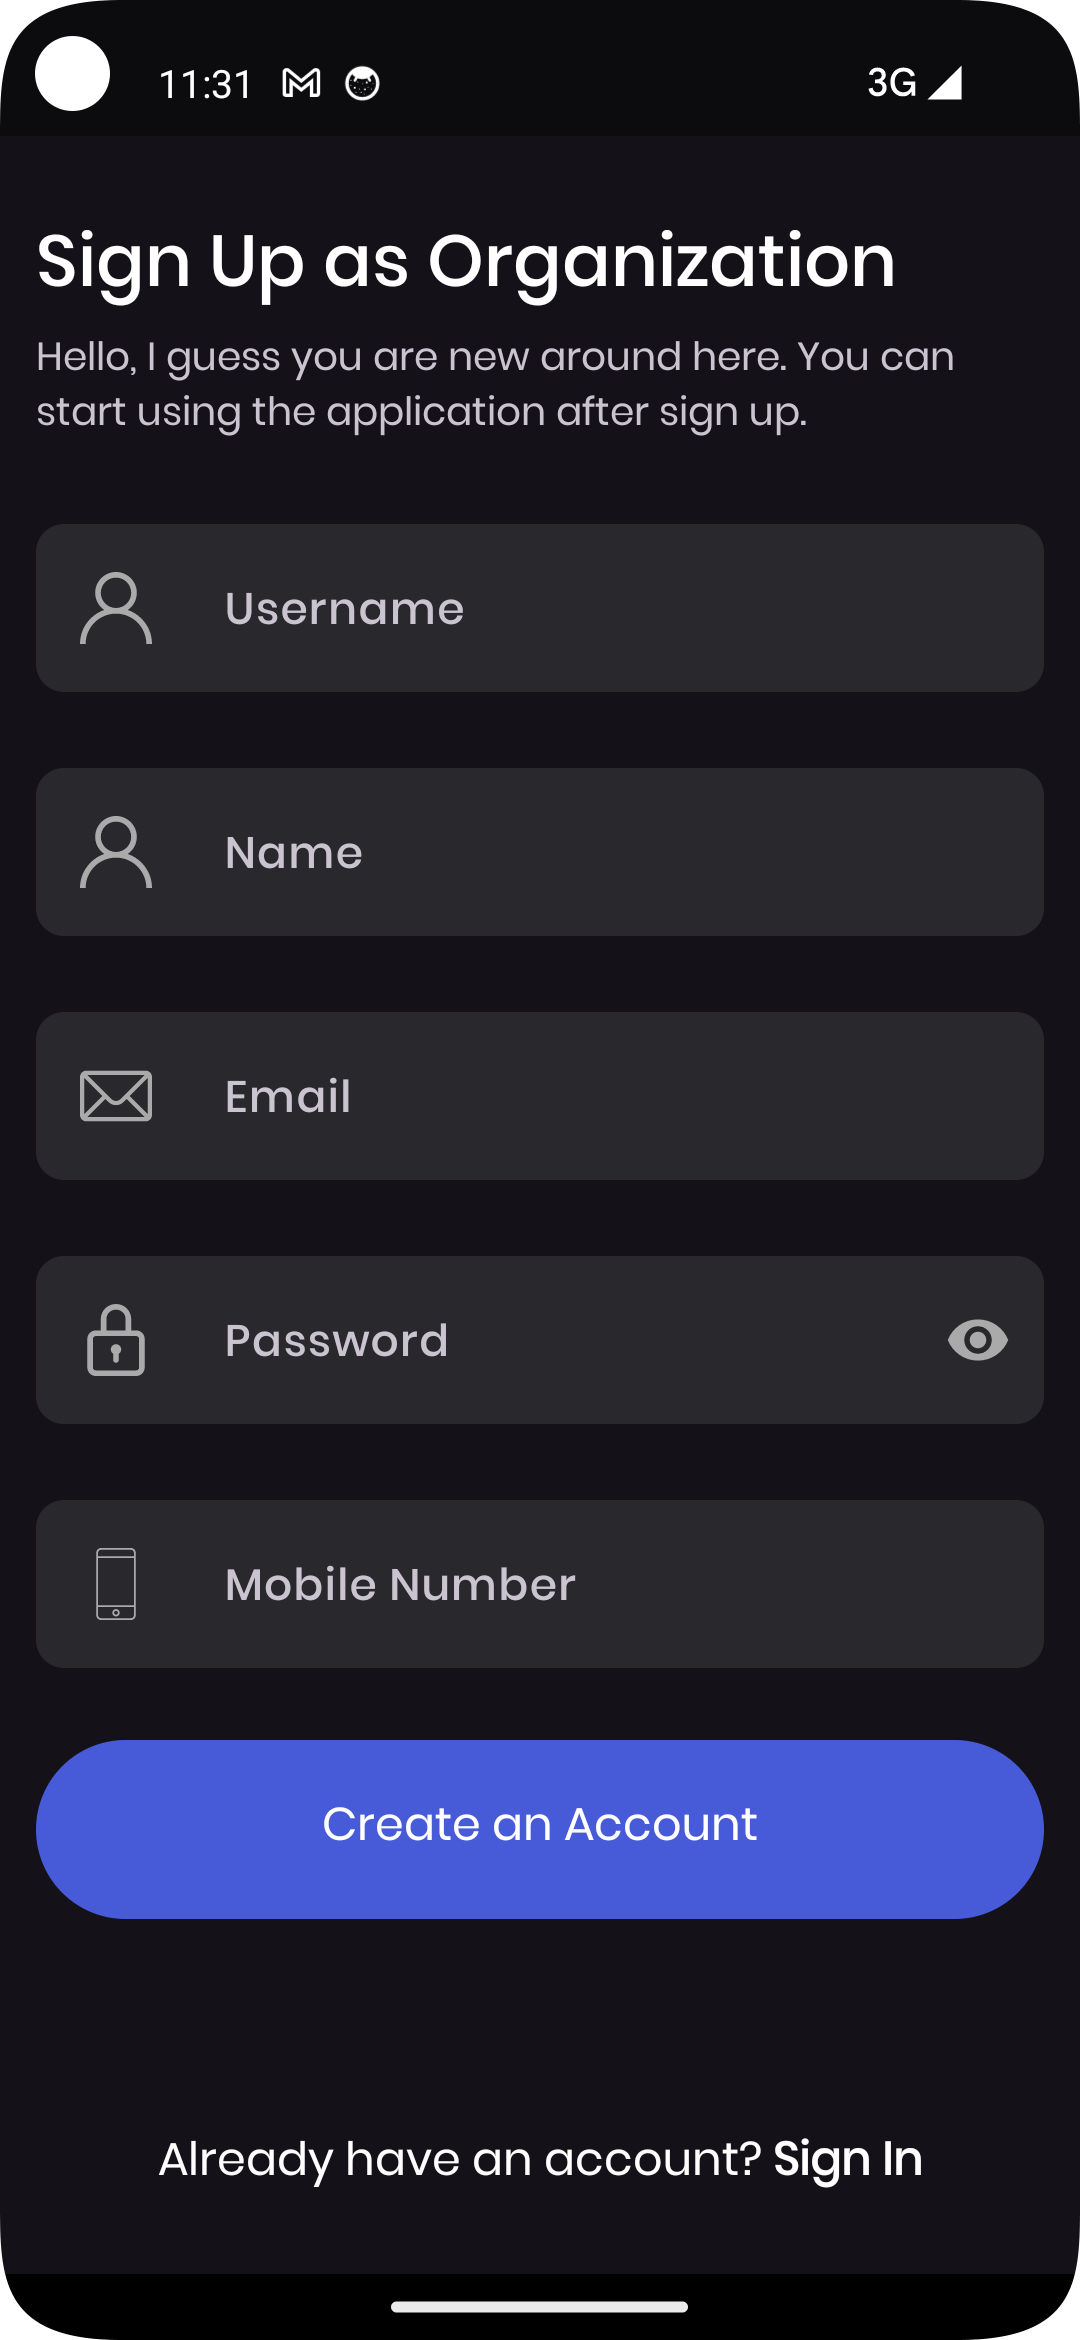 11:31
3G
Sign Up as Organization
Hello, I guess you are new around here. You can
start using the application after sign up.
Username
Name
Email
Password
Mobile Number
Create an Account
Already have an account? Sign In